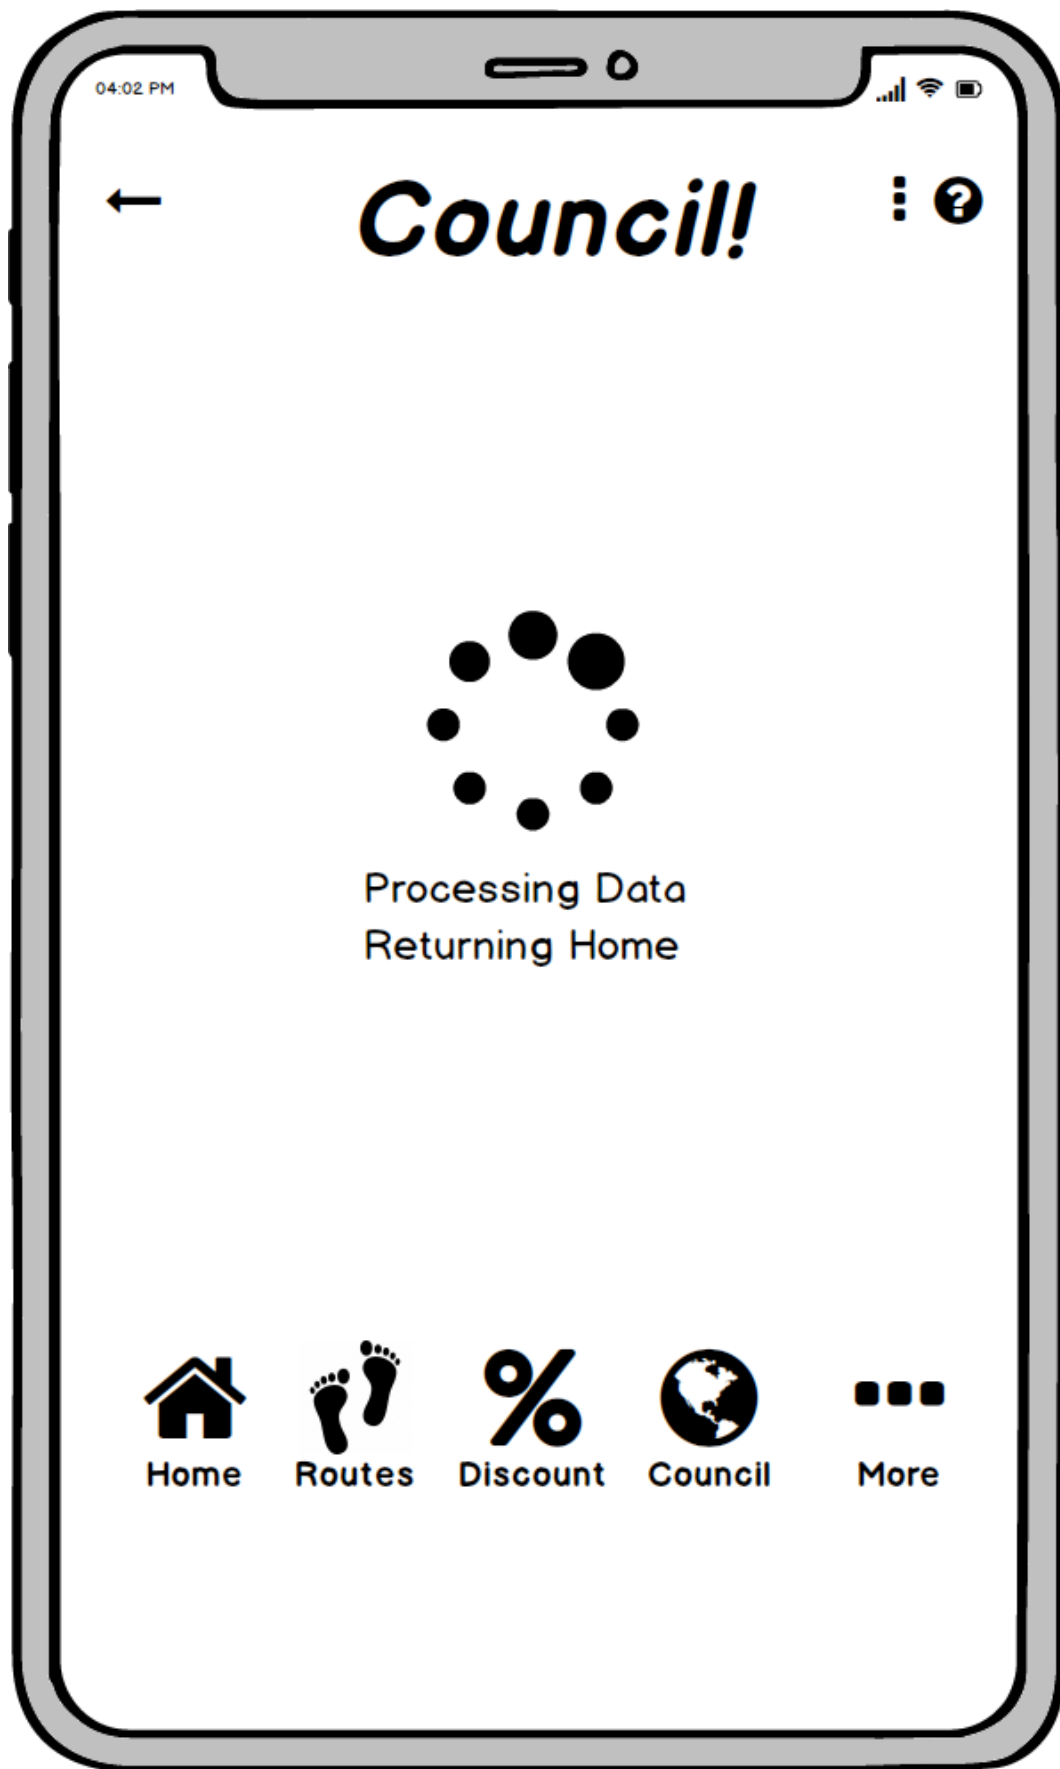 04:02 PM
Council!
Processing Data
Returning Home
Home Routes Discount Council More